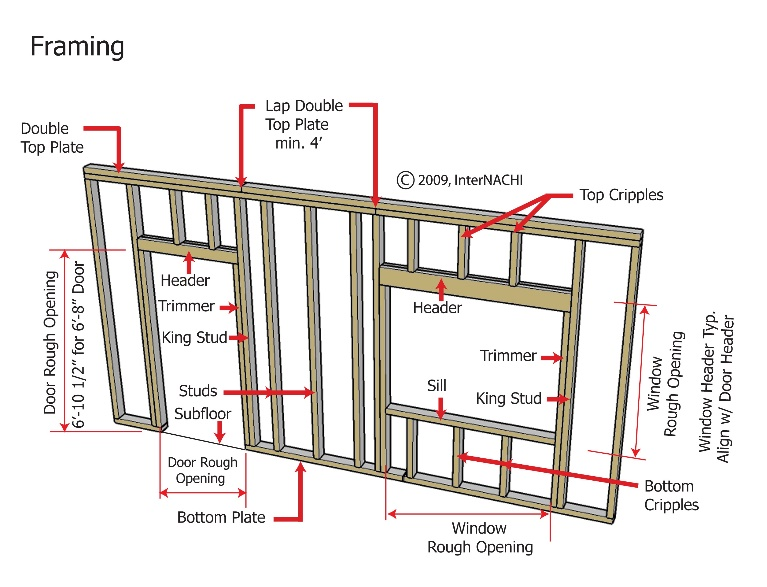 Framing
Lap Double
Top Plate
min. 4'
Double
Top Plate
© 2009, InterNACHI
Top Cripples
Header
Trimmer
King Stud
Studs
Subfloor
Door Rough Opening
6'-10 1/2" for 6'-8" Door
Header
Trimmer
Sill
King Stud
Window
Rough Opening
Window Header Typ.
Align w/ Door Header
Door Rough
Opening
Bottom Plate
Bottom
Cripples
Window
Rough Opening